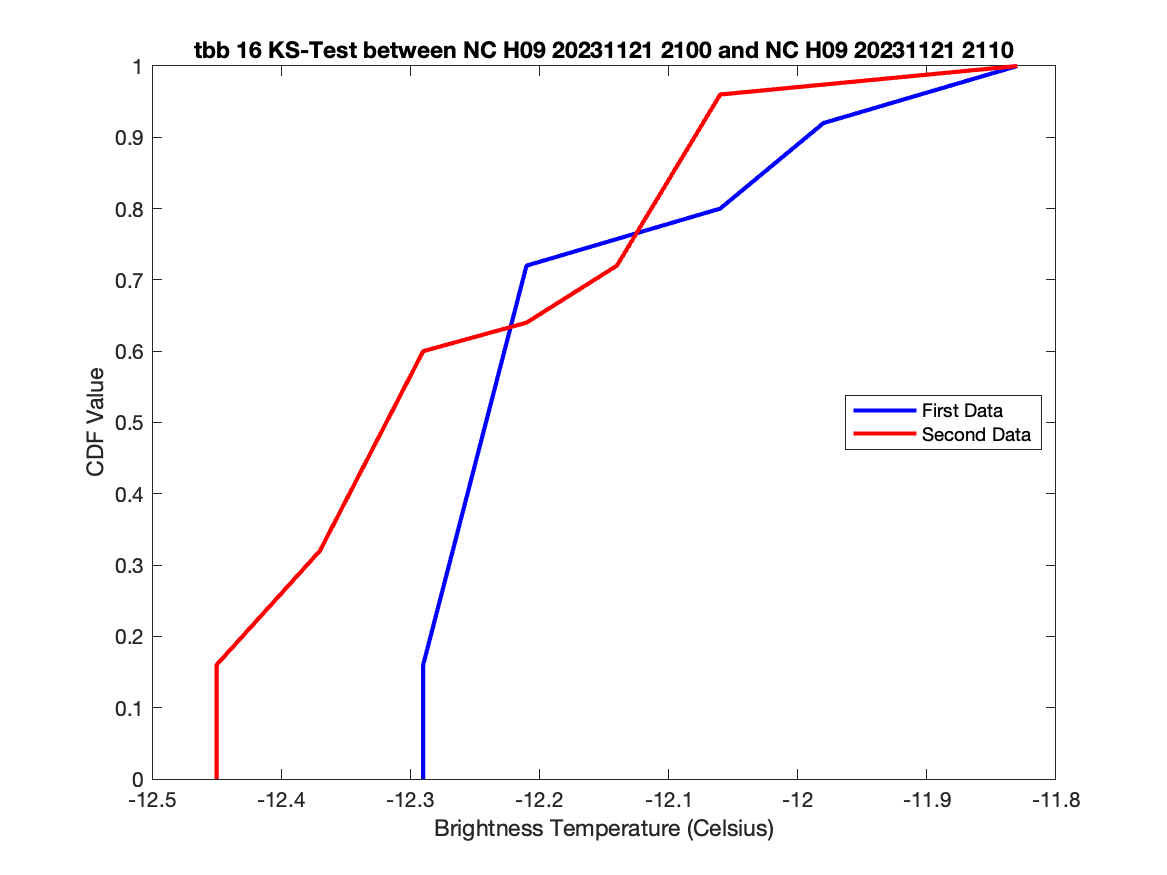 tbb 16 KS-Test between NC H09 20231121 2100 and NC H09 20231121 2110
1
0.9
0.8
0.7
0.6
0.5
0.4
0.3
0.2
0.1
0
CDF Value
First Data
Second Data
-12.5 -12.4 -12.3 -12.2 -12.1 -12 -11.9 -11.8
Brightness Temperature (Celsius)